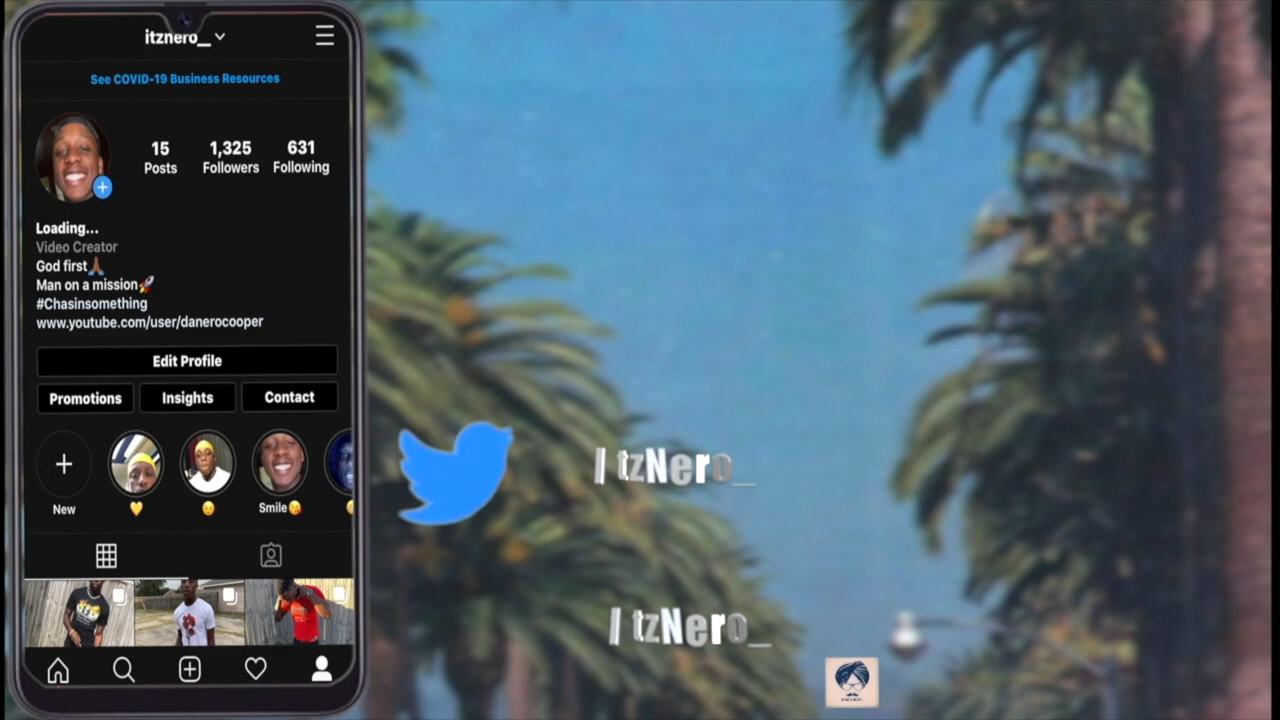 itznero__
See COVID-19 Business Resources
15 1,325 631
Posts Followers Following
Loading...
Video Creator
God first🙏🏾
Man on a mission🚀
#Chasinsomething
www.youtube.com/user/danerocooper
Edit Profile
Promotions Insights Contact
New 💛 Smile
ItzNero_
ItzNero_